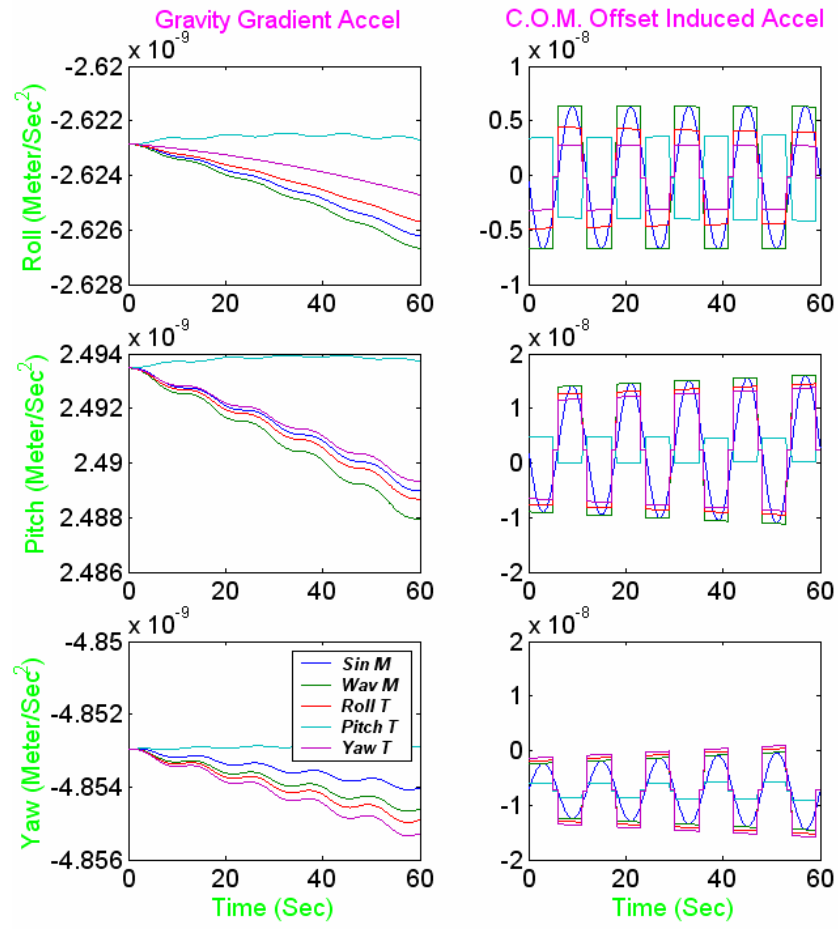 Gravity Gradient Accel
C.O.M. Offset Induced Accel
x 10^-9
-2.62
-2.622
-2.624
-2.626
-2.628
0 20 40 60
Roll (Meter/Sec^2)
x 10^-8
1
0.5
0
-0.5
-1
0 20 40 60
x 10^-9
2.494
2.492
2.49
2.488
2.486
0 20 40 60
Pitch (Meter/Sec^2)
x 10^-8
2
1
0
-1
-2
0 20 40 60
x 10^-9
-4.85
-4.852
-4.854
-4.856
0 20 40 60
Yaw (Meter/Sec^2)
Time (Sec)
Sin M
Wav M
Roll T
Pitch T
Yaw T
x 10^-8
2
1
0
-1
-2
0 20 40 60
Time (Sec)